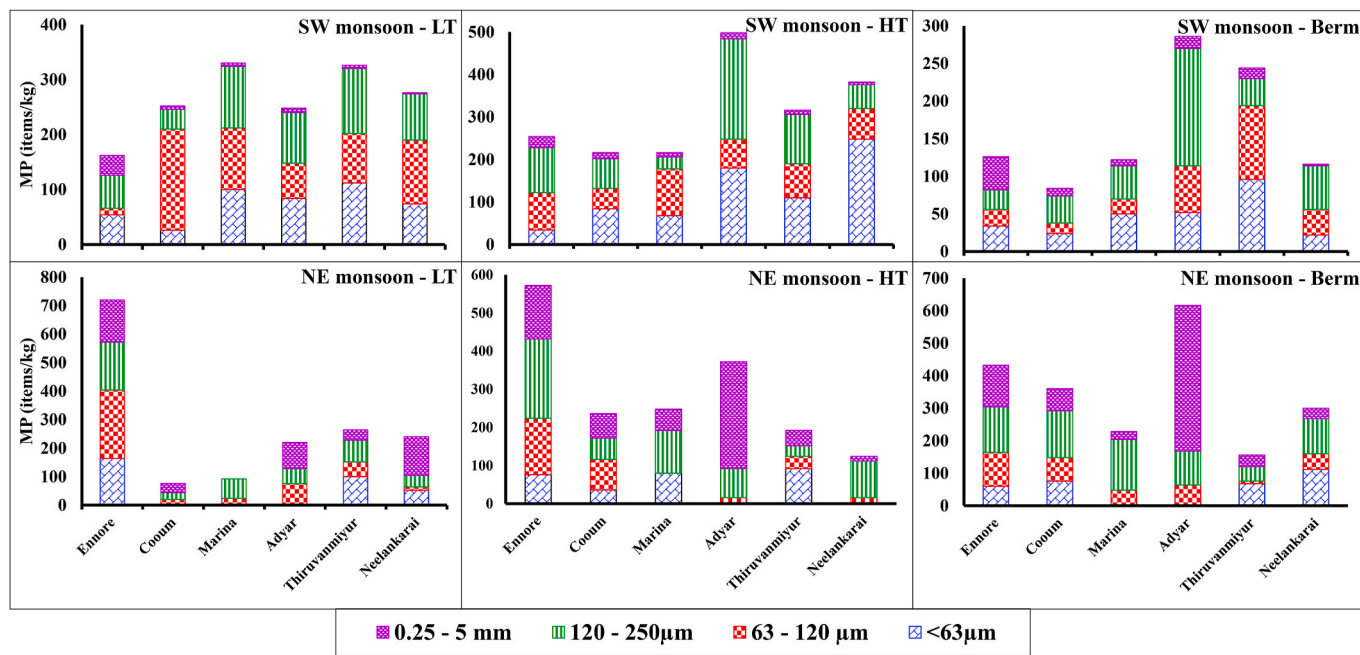 SW monsoon - LT
SW monsoon - HT
SW monsoon - Berm
MP (items/kg)
400
300
200
100
0
500
400
300
200
100
0
300
250
200
150
100
50
0
NE monsoon - LT
NE monsoon - HT
NE monsoon - Berm
MP (items/kg)
800
700
600
500
400
300
200
100
0
600
500
400
300
200
100
0
700
600
500
400
300
200
100
0
Ennore
Cooum
Marina
Adyar
Thiruvanmiyur
Neelankarai
Ennore
Cooum
Marina
Adyar
Thiruvanmiyur
Neelankarai
Ennore
Cooum
Marina
Adyar
Thiruvanmiyur
Neelankarai
0.25 - 5 mm 120 - 250µm 63 - 120 µm <63µm